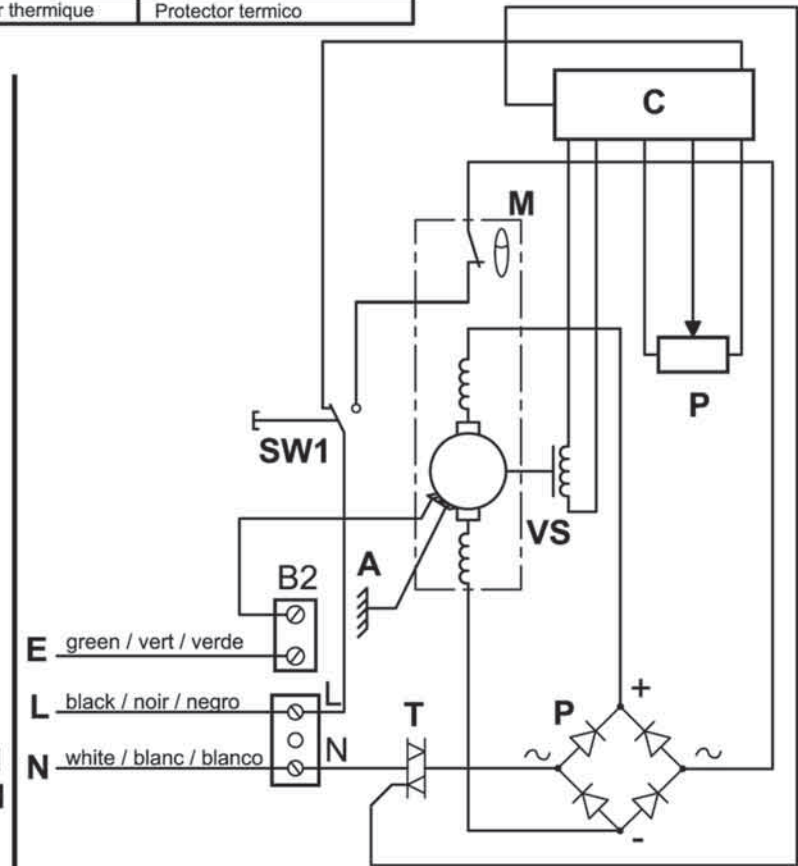 r thermique Protector termico
C
M
P
SW1
VS
A
B2
E green / vert / verde
L black / noir / negro L
T P +
N white / blanc / blanco N ~ ~
-